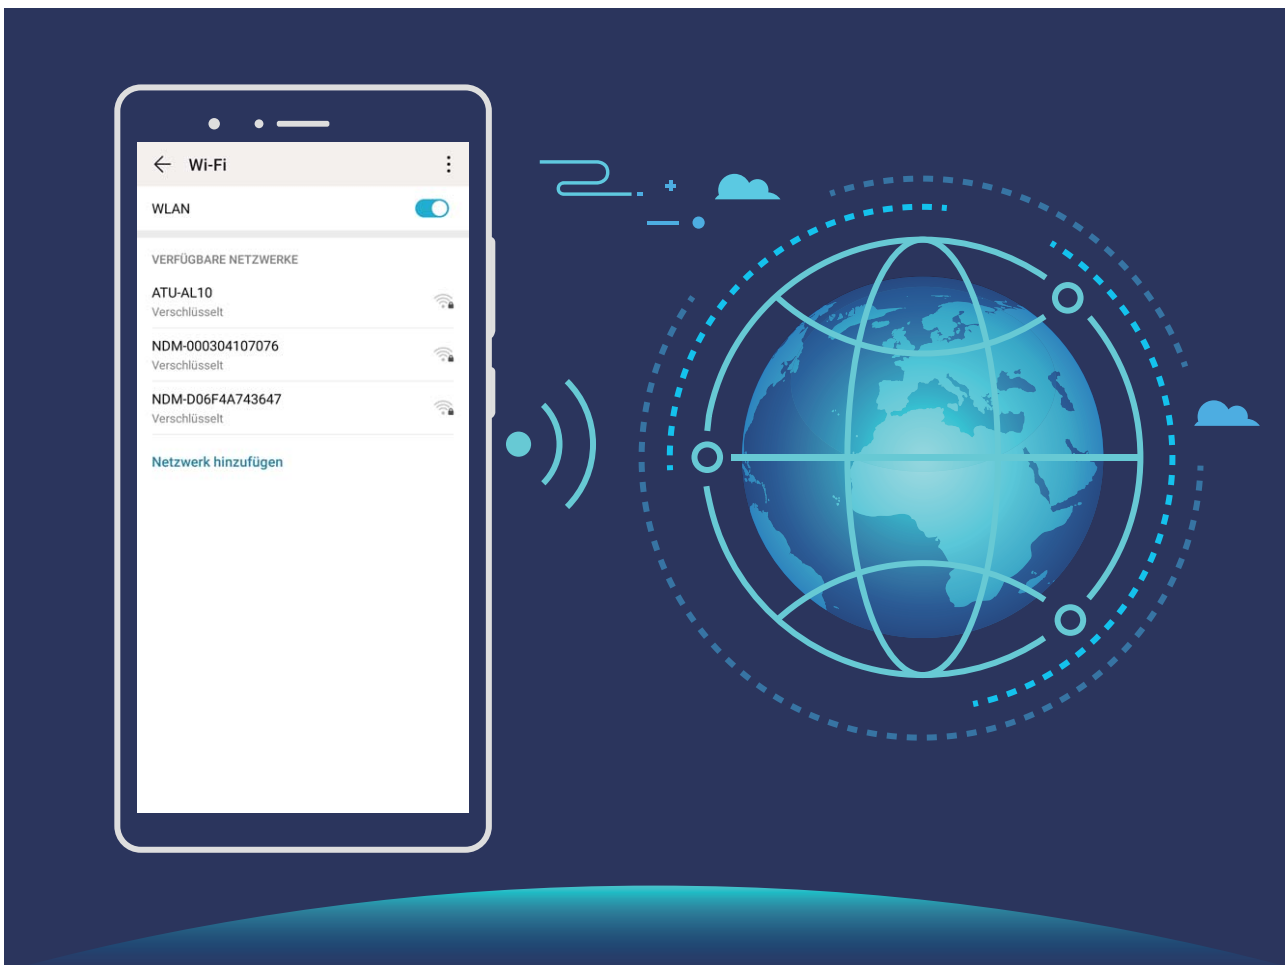 Wi-Fi
WLAN
VERFÜGBARE NETZWERKE
ATU-AL10
Verschlüsselt
NDM-000304107076
Verschlüsselt
NDM-D06F4A743647
Verschlüsselt
Netzwerk hinzufügen